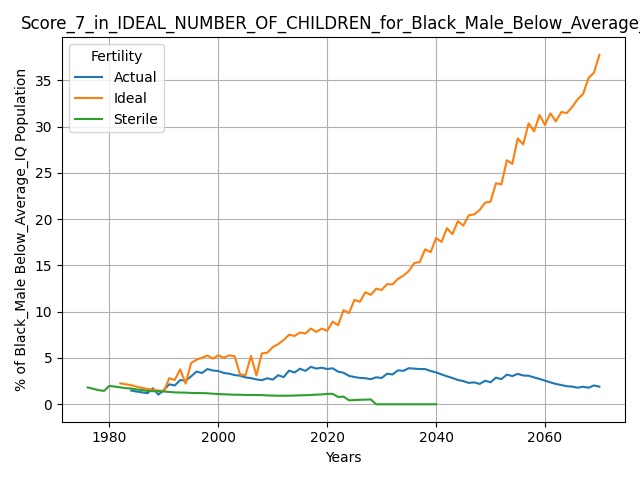 Score_7_in_IDEAL_NUMBER_OF_CHILDREN_for_Black_Male_Below_Average_
Fertility
Actual
Ideal
Sterile
% of Black_Male Below_Average_IQ Population
35
30
25
20
15
10
5
0
1980 2000 2020 2040 2060
Years